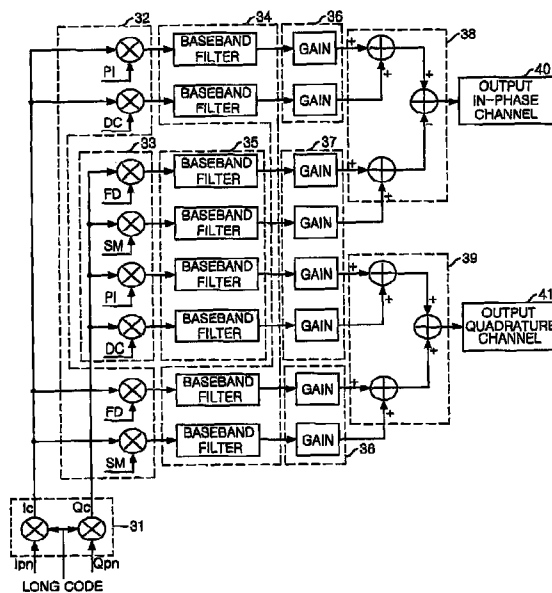 32 34 36 38
BASEBAND FILTER GAIN + +
PI
BASEBAND FILTER GAIN
DC
40
OUTPUT IN-PHASE CHANNEL
33 35 37
BASEBAND FILTER GAIN + + -
FD
BASEBAND FILTER GAIN +
SM
39
BASEBAND FILTER GAIN + +
PI
BASEBAND FILTER GAIN +
DC
41
OUTPUT QUADRATURE CHANNEL
BASEBAND FILTER GAIN + +
FD
BASEBAND FILTER GAIN +
SM
36
Ic Qc
31
Ipn Qpn
LONG CODE